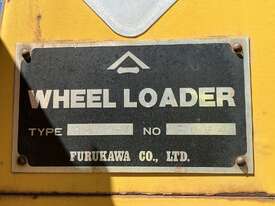 WHEEL LOADER
TYPE NO
FURUKAWA CO., LTD.